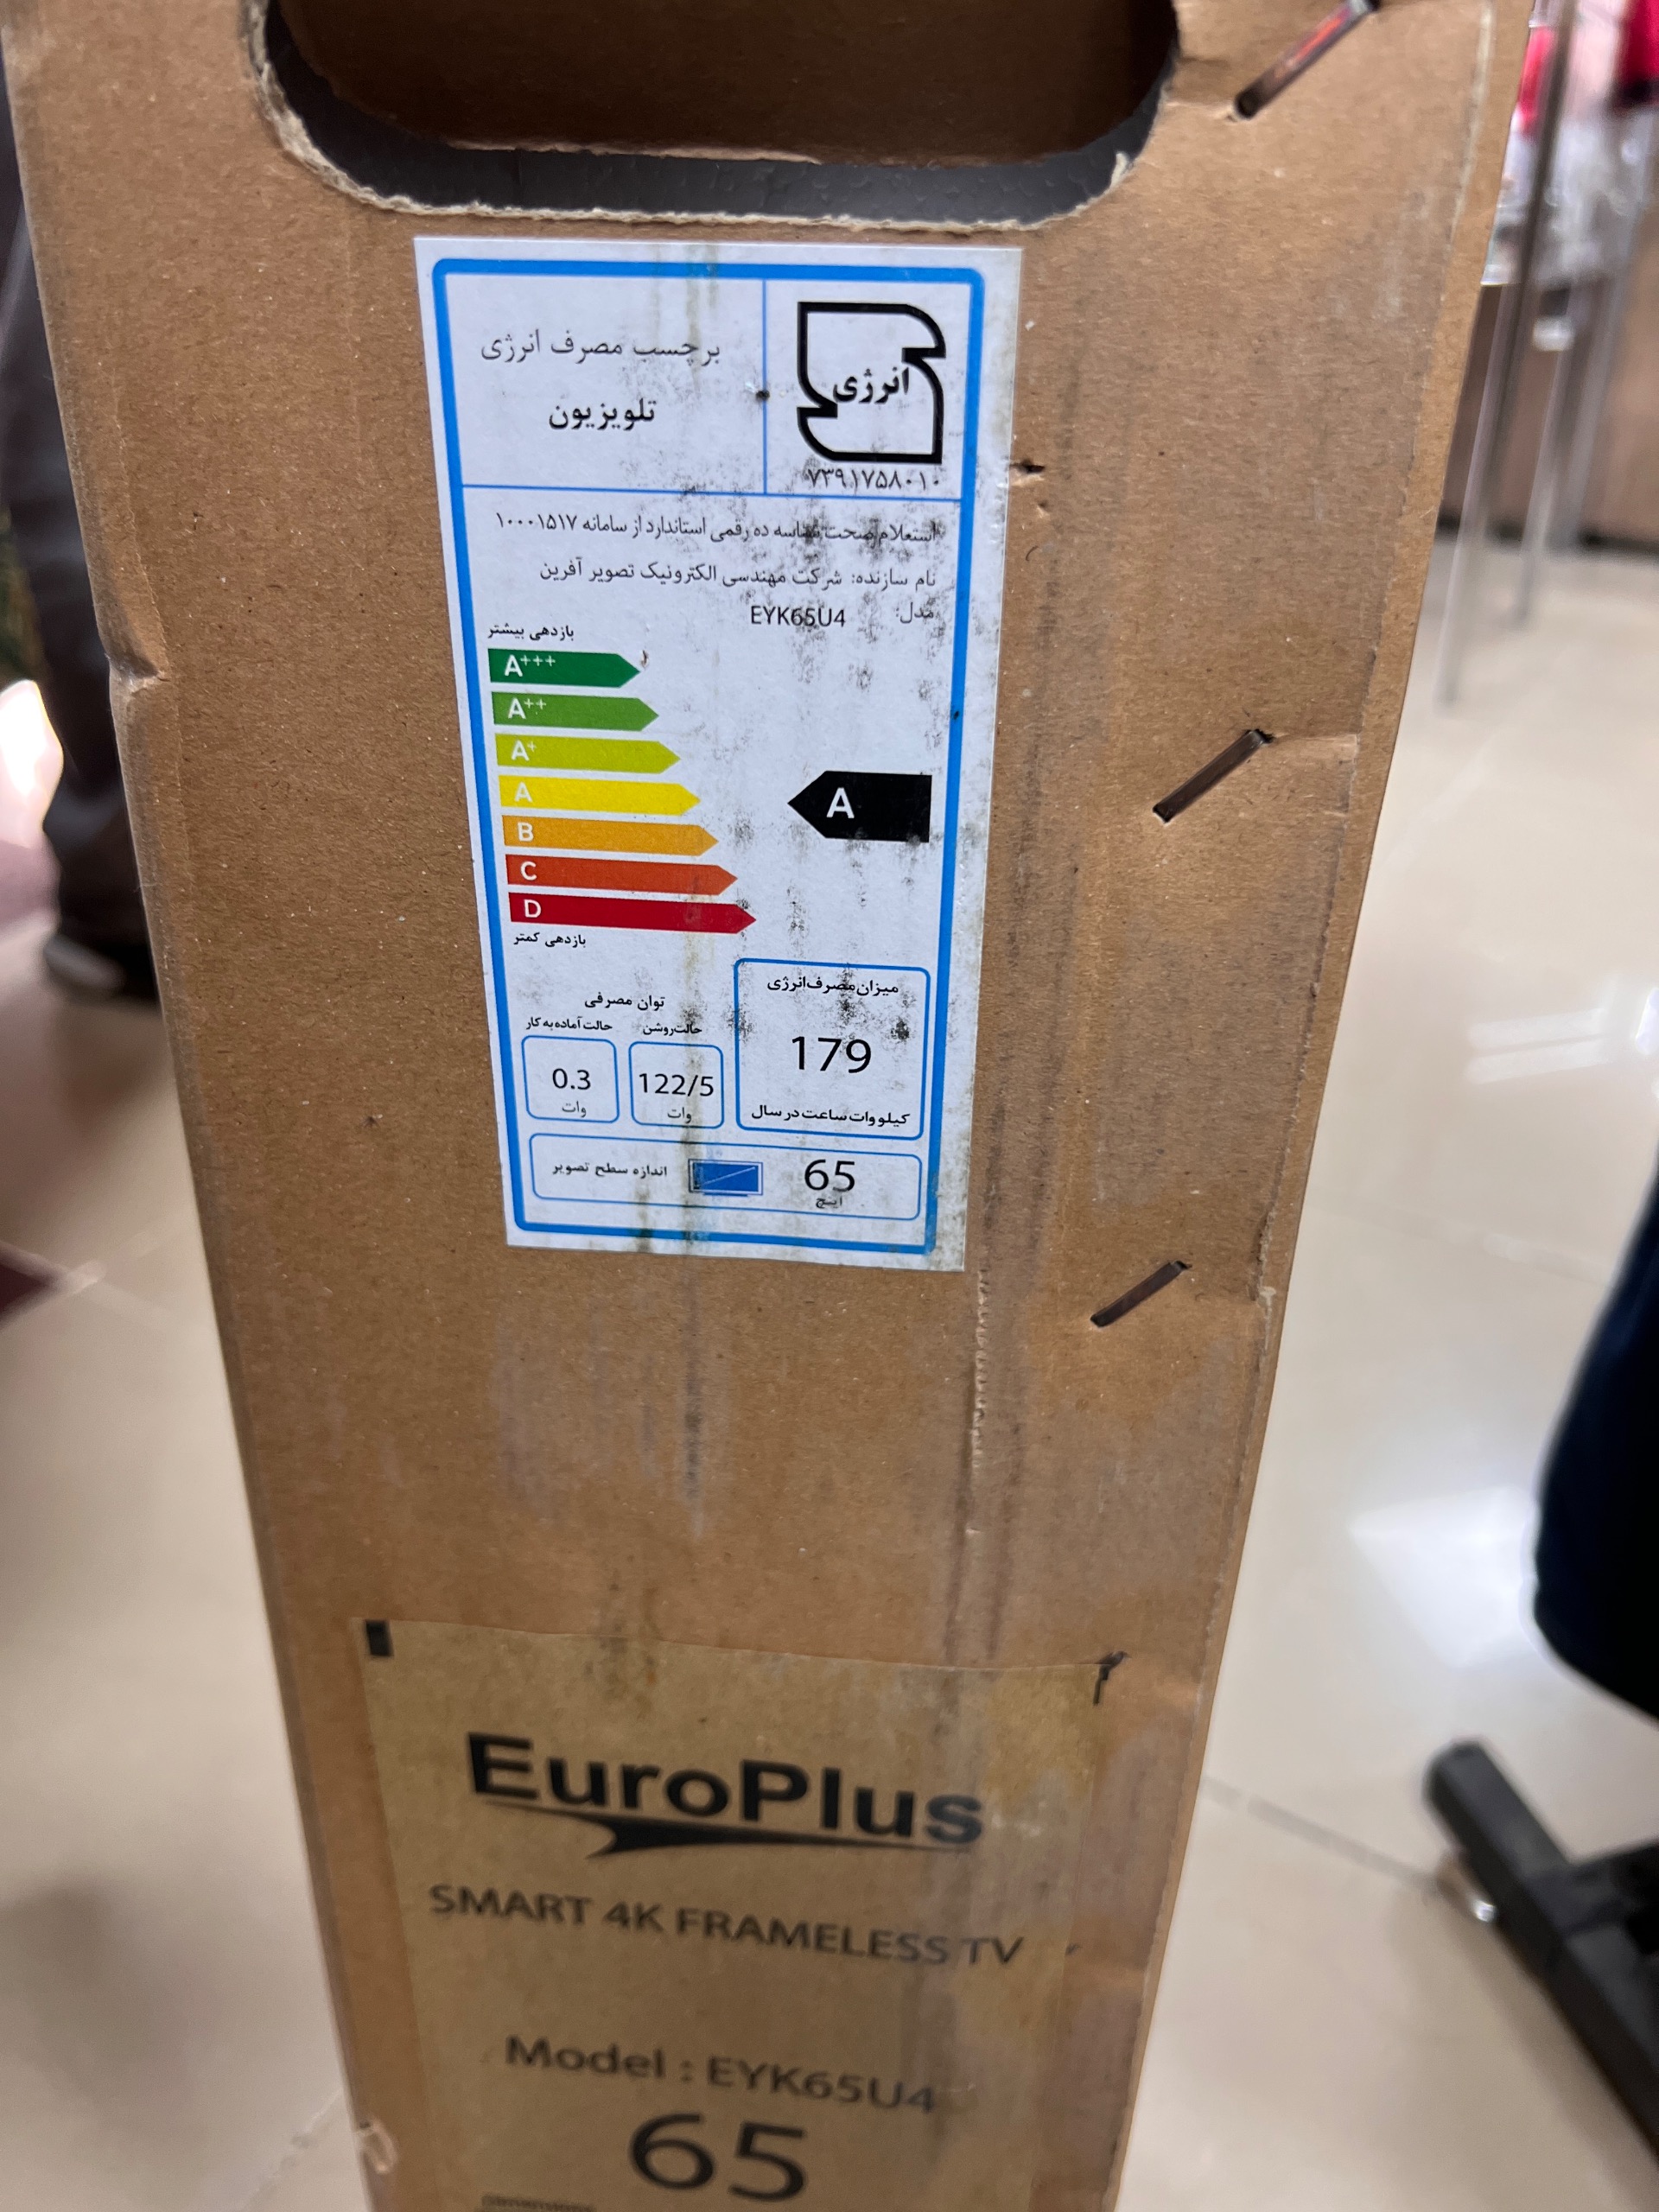 برچسب مصرف انرژی
تلویزیون
انرژی
۷۳۹۱۷۵۸۰۱۰
استعلام صحت شناسه ده رقمی استاندارد از سامانه ۱۰۰۰۱۵۱۷
نام سازنده: شرکت مهندسی الکترونیک تصویر آفرین
مدل: EYK65U4
بازدهی بیشتر
A+++
A++
A+
A
A
B
C
D
بازدهی کمتر
میزان مصرف انرژی
179
کیلو وات ساعت در سال
توان مصرفی
حالت روشن
122/5
وات
حالت آماده به کار
0.3
وات
اندازه سطح تصویر
65
اینچ
EuroPlus
SMART 4K FRAMELESS TV
Model : EYK65U4
65